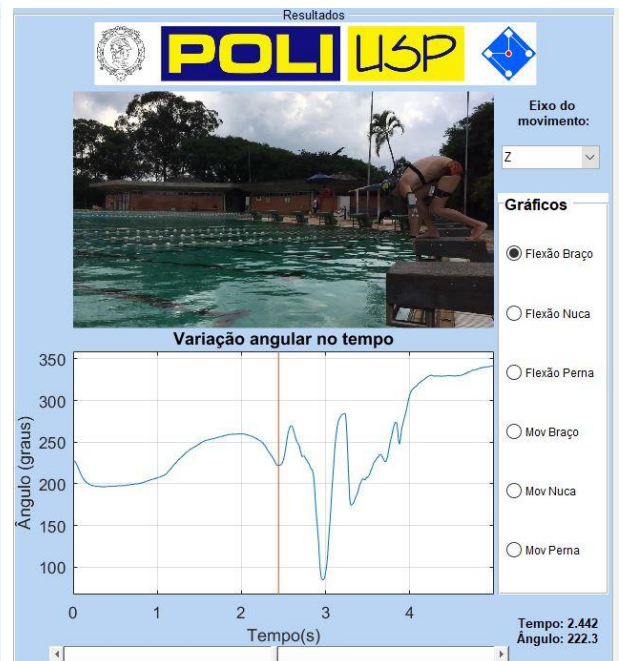 Resultados
POLI USP
Eixo do
movimento:
Z
Gráficos
Flexão Braço
Flexão Nuca
Flexão Perna
Mov Braço
Mov Nuca
Mov Perna
Variação angular no tempo
Ângulo (graus)
350
300
250
200
150
100
0 1 2 3 4
Tempo(s)
Tempo: 2.442
Ângulo: 222.3